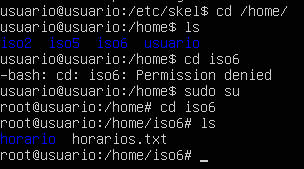 usuario@usuario:/etc/skel$ cd /home/
usuario@usuario:/home$ ls
iso2  iso5  iso6  usuario
usuario@usuario:/home$ cd iso6
-bash: cd: iso6: Permission denied
usuario@usuario:/home$ sudo su
root@usuario:/home# cd iso6
root@usuario:/home/iso6# ls
horario  horarios.txt
root@usuario:/home/iso6# _